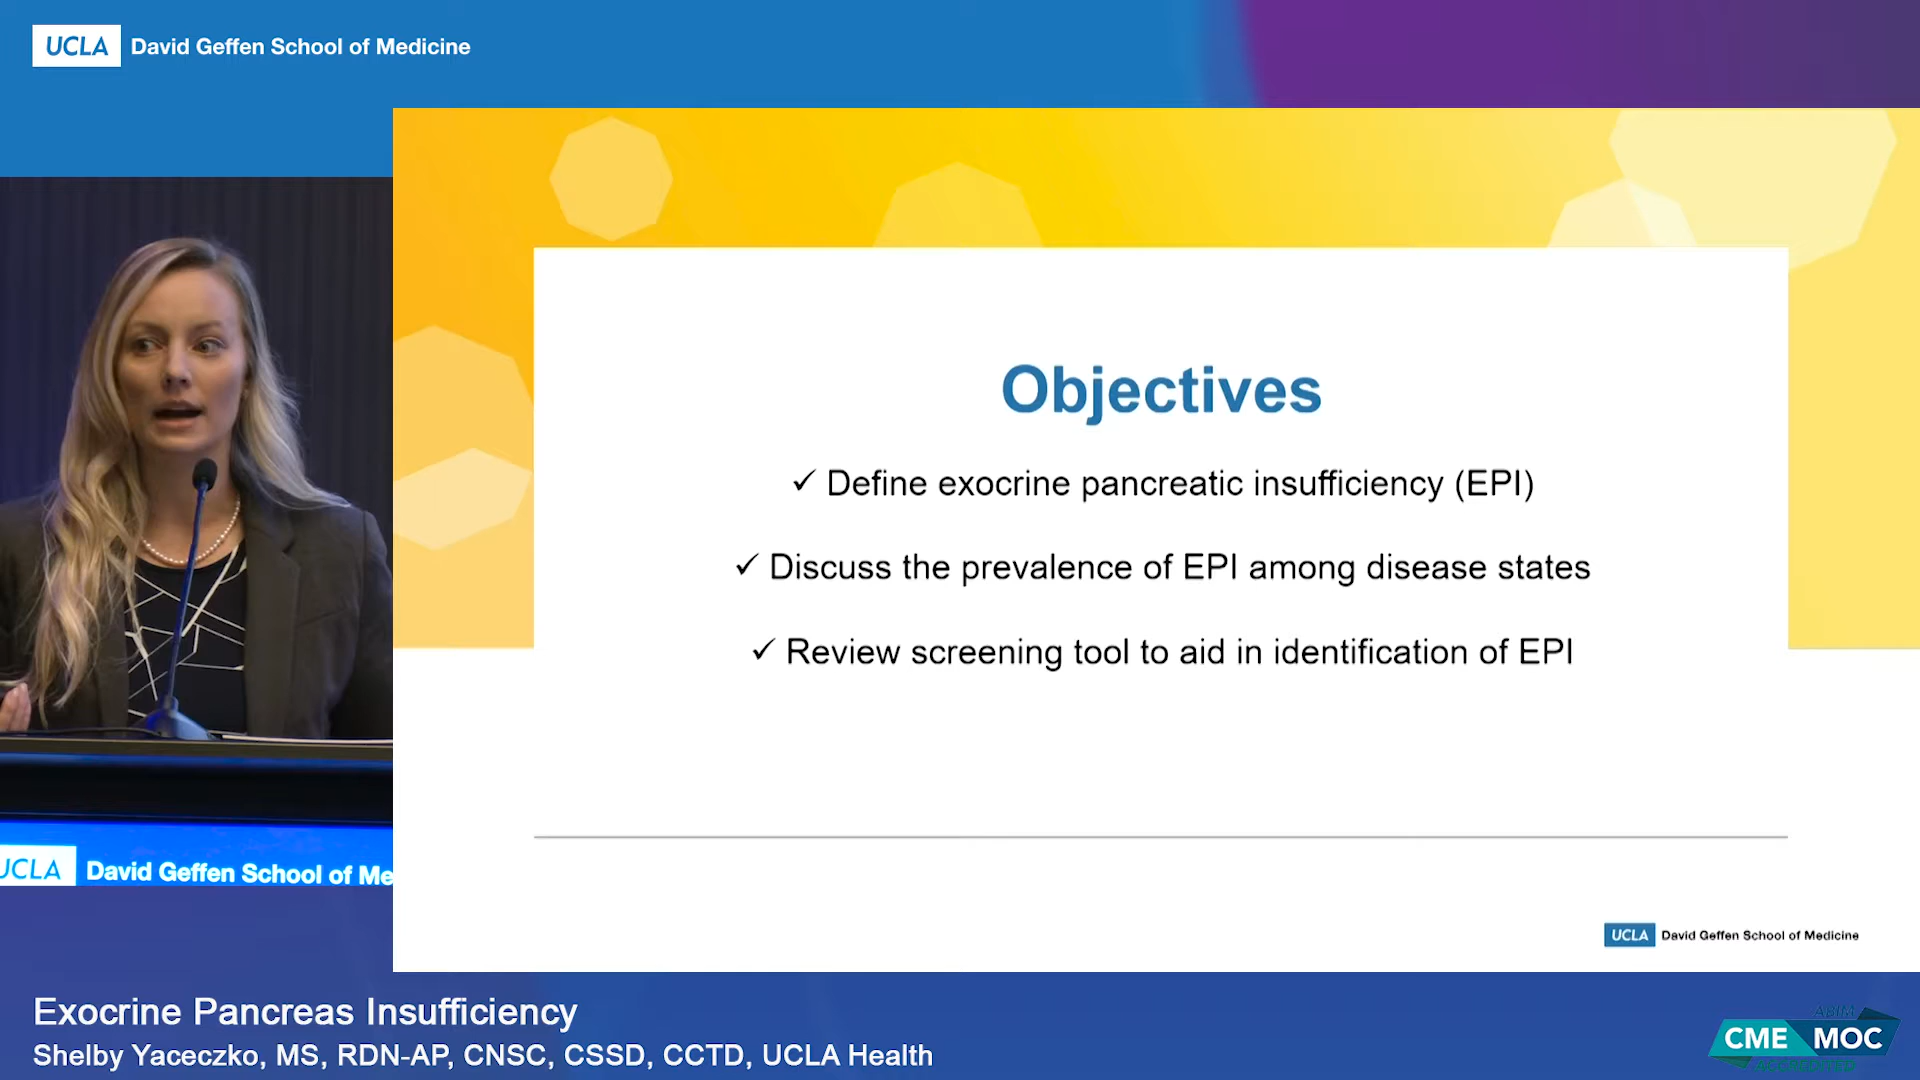 UCLA David Geffen School of Medicine
Objectives
✓ Define exocrine pancreatic insufficiency (EPI)
✓ Discuss the prevalence of EPI among disease states
✓ Review screening tool to aid in identification of EPI
UCLA David Geffen School of Me
UCLA David Geffen School of Medicine
Exocrine Pancreas Insufficiency
Shelby Yaceczko, MS, RDN-AP, CNSC, CSSD, CCTD, UCLA Health
ABIM
CME MOC
ACCREDITED